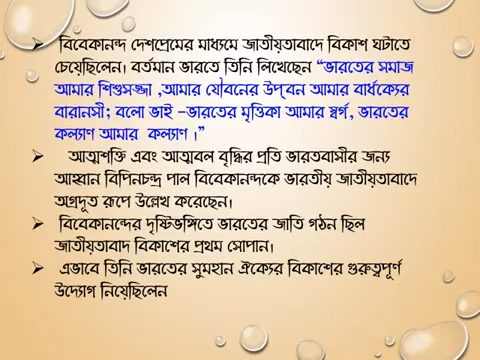 বিবেকানন্দ দেশপ্রেমের মাধ্যমে জাতীয়তাবাদে বিকাশ ঘটাতে
চেয়েছিলেন। বর্তমান ভারতে তিনি লিখেছেন “ভারতের সমাজ
আমার শিশুসজ্জা ,আমার যৌবনের উপবন আমার বার্ধক্যের
বারানসী; বলো ভাই –ভারতের মৃত্তিকা আমার স্বর্গ, ভারতের
কল্যাণ আমার কল্যাণ।”
আত্মশক্তি এবং আত্মবল বৃদ্ধির প্রতি ভারতবাসীর জন্য
আহ্বান বিপিনচন্দ্র পাল বিবেকানন্দকে ভারতীয় জাতীয়তাবাদে
অগ্রদূত রূপে উল্লেখ করেছেন।
বিবেকানন্দের দৃষ্টিভঙ্গিতে ভারতের জাতি গঠন ছিল
জাতীয়তাবাদ বিকাশের প্রথম সোপান।
এভাবে তিনি ভারতের সুমহান ঐক্যের বিকাশের গুরুত্বপূর্ণ
উদ্যোগ নিয়েছিলেন